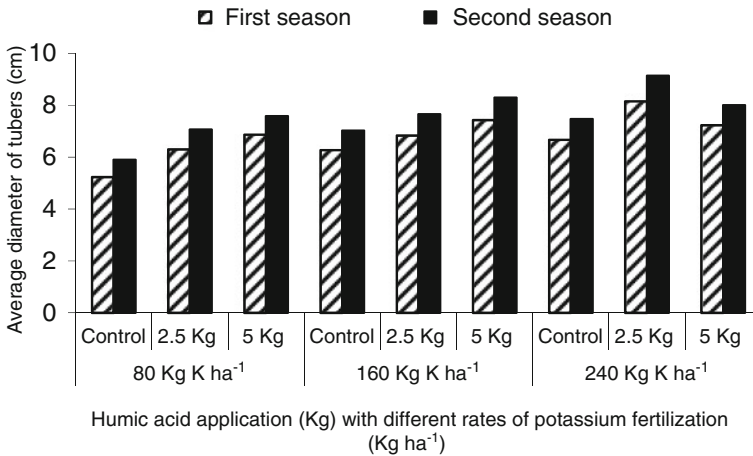 First season Second season
Average diameter of tubers (cm)
10
8
6
4
2
0
Control 2.5 Kg 5 Kg Control 2.5 Kg 5 Kg Control 2.5 Kg 5 Kg
80 Kg K ha⁻¹ 160 Kg K ha⁻¹ 240 Kg K ha⁻¹
Humic acid application (Kg) with different rates of potassium fertilization
(Kg ha⁻¹)